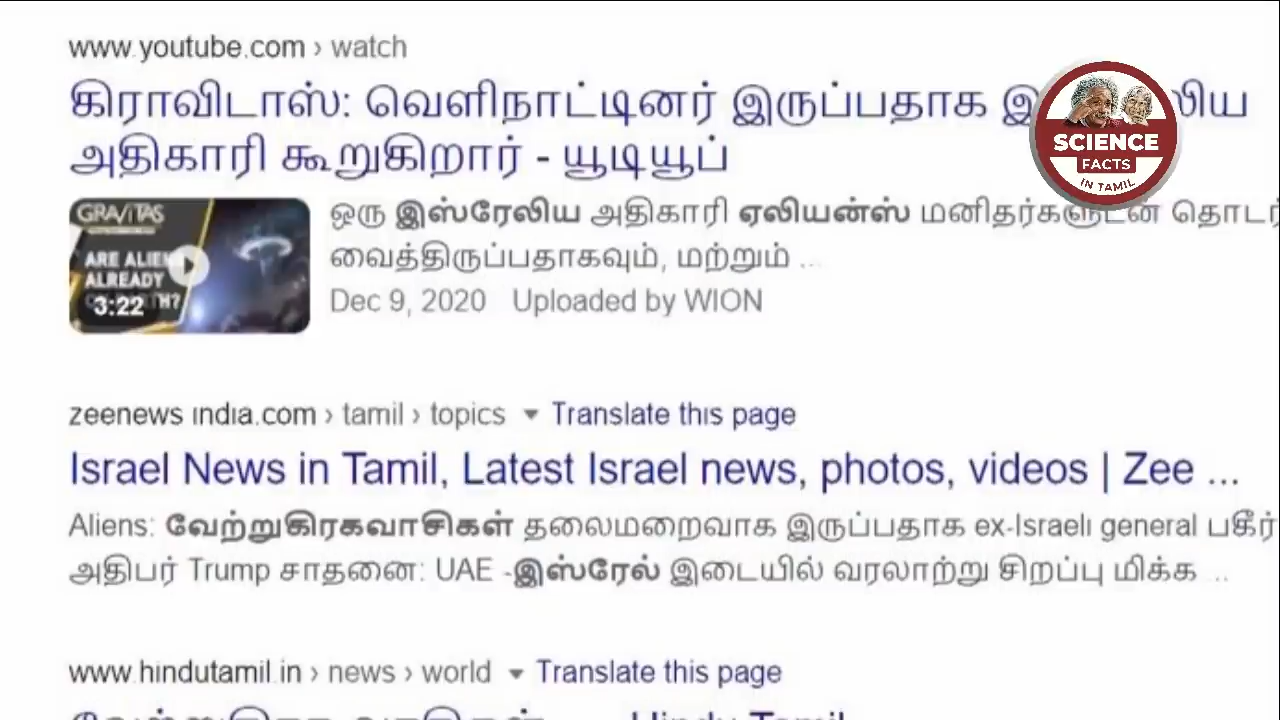 www.youtube.com › watch
கிராவிடாஸ்: வெளிநாட்டினர் இருப்பதாக
அதிகாரி கூறுகிறார் - யூடியூப்
SCIENCE
FACTS
IN TAMIL
GRAVITAS
ARE ALIENS
ALREADY
3:22
ஒரு இஸ்ரேலிய அதிகாரி ஏலியன்ஸ் மனிதர்களுடன் தொடர்
வைத்திருப்பதாகவும், மற்றும் ...
Dec 9, 2020 Uploaded by WION
zeenews.india.com › tamil › topics ▾ Translate this page
Israel News in Tamil, Latest Israel news, photos, videos | Zee ...
Aliens: வேற்றுகிரகவாசிகள் தலைமறைவாக இருப்பதாக ex-Israeli general பகீர்
அதிபர் Trump சாதனை: UAE -இஸ்ரேல் இடையில் வரலாற்று சிறப்பு மிக்க ...
www.hindutamil.in › news › world ▾ Translate this page